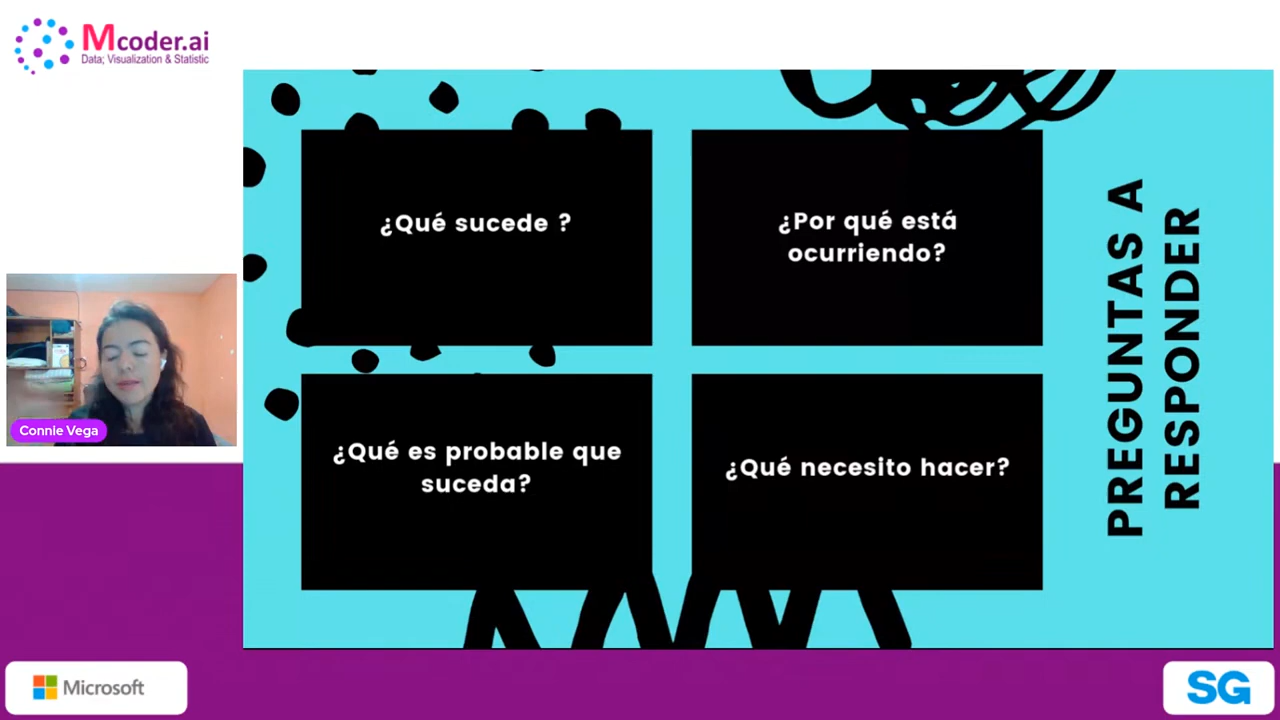 Mcoder.ai
Data; Visualization & Statistic
¿Qué sucede ?
¿Por qué está
ocurriendo?
¿Qué es probable que
suceda?
¿Qué necesito hacer?
PREGUNTAS A
RESPONDER
Connie Vega
Microsoft
SG